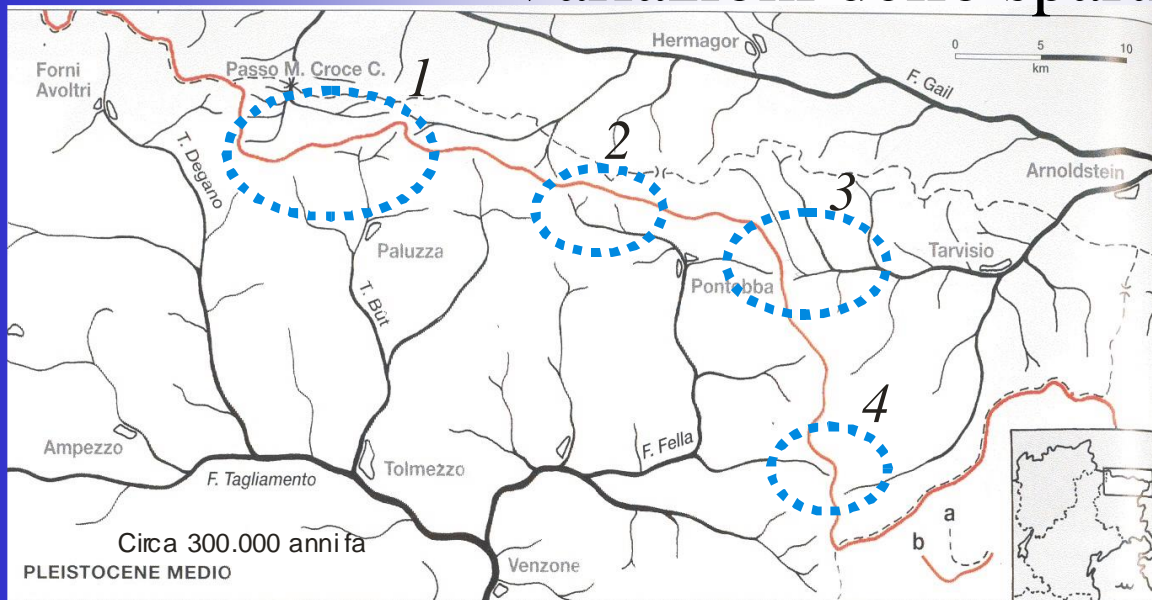 Hermagor
0 5 10
km
Forni
Avoltri
Passo M. Croce C.
1
F. Gail
2
T. Degano
Arnoldstein
3
Paluzza
Tarvisio
T. Bût
Pontebba
4
Ampezzo
F. Fella
Tolmezzo
F. Tagliamento
a
b
Circa 300.000 anni fa
PLEISTOCENE MEDIO
Venzone